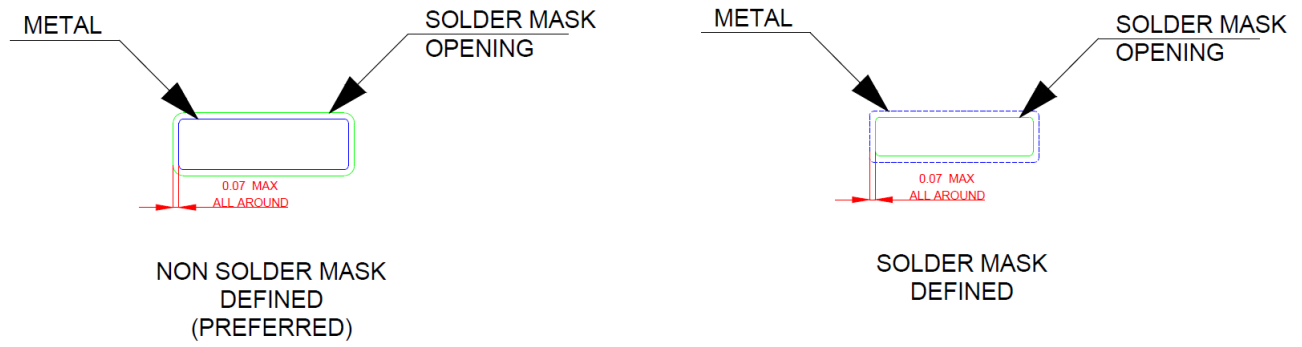 METAL
SOLDER MASK
OPENING
0.07 MAX
ALL AROUND
NON SOLDER MASK
DEFINED
(PREFERRED)
METAL
SOLDER MASK
OPENING
0.07 MAX
ALL AROUND
SOLDER MASK
DEFINED